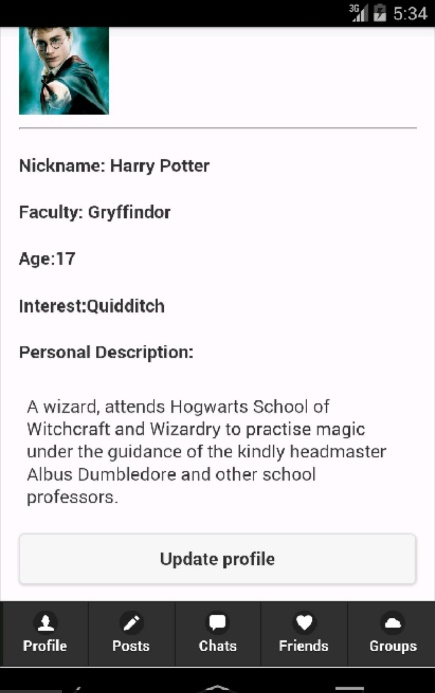 3G 5:34
Nickname: Harry Potter
Faculty: Gryffindor
Age:17
Interest:Quidditch
Personal Description:
A wizard, attends Hogwarts School of
Witchcraft and Wizardry to practise magic
under the guidance of the kindly headmaster
Albus Dumbledore and other school
professors.
Update profile
Profile Posts Chats Friends Groups